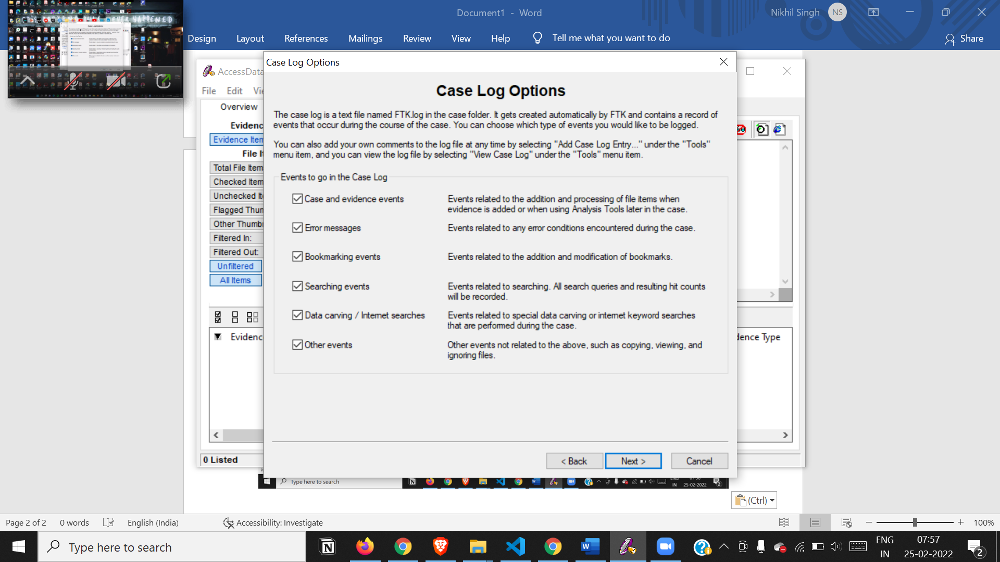 Document1 - Word
Nikhil Singh NS
Design Layout References Mailings Review View Help Tell me what you want to do Share
AccessData
File Edit
Overview
Evidence Item
Total File Item
Checked Item
Filtered In:
Filtered Out:
Unfiltered
All Items
dence Type
0 Listed
Case Log Options
Case Log Options
The case log is a text file named FTK.log in the case folder. It gets created automatically by FTK and contains a record of
events that occur during the course of the case. You can choose which type of events you would like to be logged.
You can also add your own comments to the log file at any time by selecting "Add Case Log Entry..." under the "Tools"
menu item, and you can view the log file by selecting "View Case Log" under the "Tools" menu item.
Events to go in the Case Log
Case and evidence events
Events related to the addition and processing of file items when
evidence is added or when using Analysis Tools later in the case.
Error messages
Events related to any error conditions encountered during the case.
Bookmarking events
Events related to the addition and modification of bookmarks.
Searching events
Events related to searching. All search queries and resulting hit counts
will be recorded.
Data carving / Internet searches
Events related to special data carving or internet keyword searches
that are performed during the case.
Other events
Other events not related to the above, such as copying, viewing, and
ignoring files.
< Back Next > Cancel
Type here to search
IN 25-02-2022
(Ctrl)
Page 2 of 2 0 words English (India) Accessibility: Investigate 100%
Type here to search
ENG 07:57
IN 25-02-2022 2